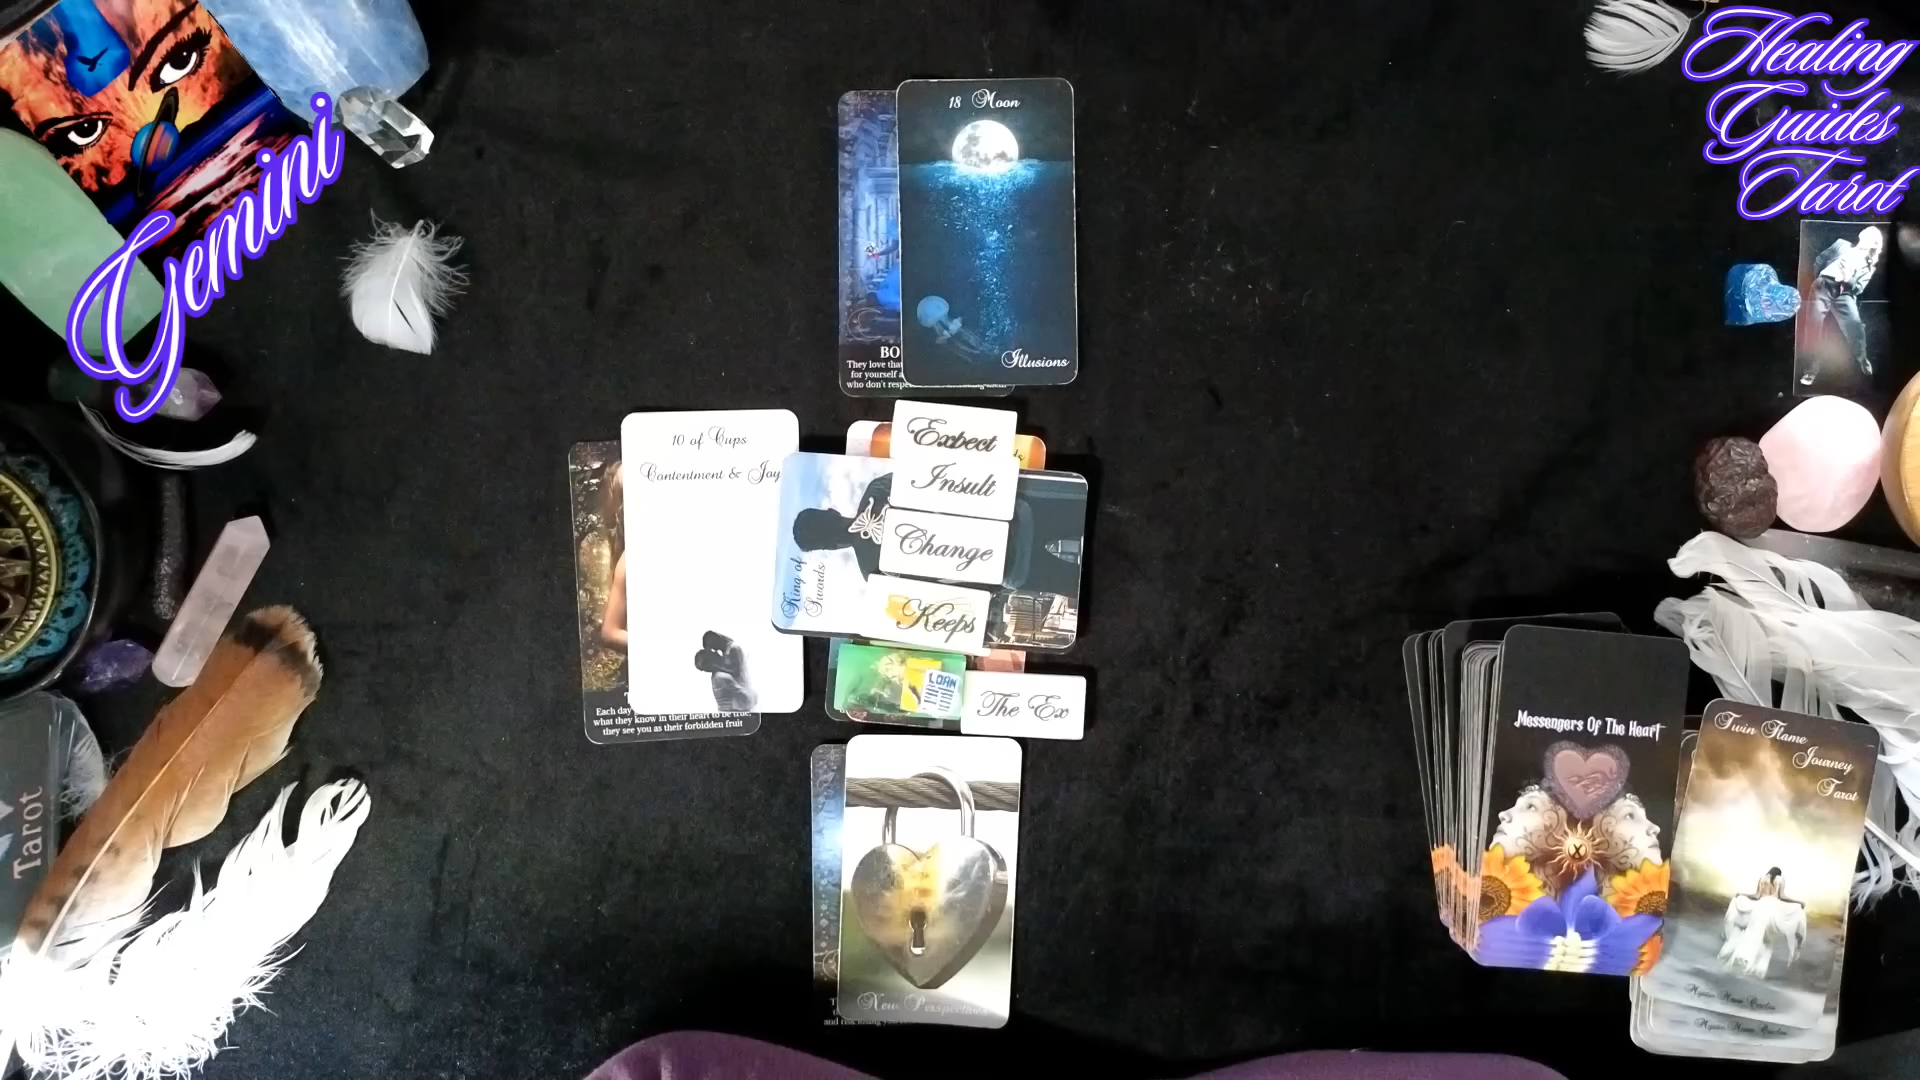 Gemini
Healing
Guides
Tarot
18 Moon
Illusions
BO
They love that
for yourself a
who don't respe
10 of Cups
Contentment & Joy
Each day
what they know in their heart to be true,
they see you as their forbidden fruit
King of
Swords
Expect
Insult
Change
Keeps
LOAN
The Ex
New Perspectives
Messengers Of The Heart
Twin Flame
Journey
Tarot
Tarot